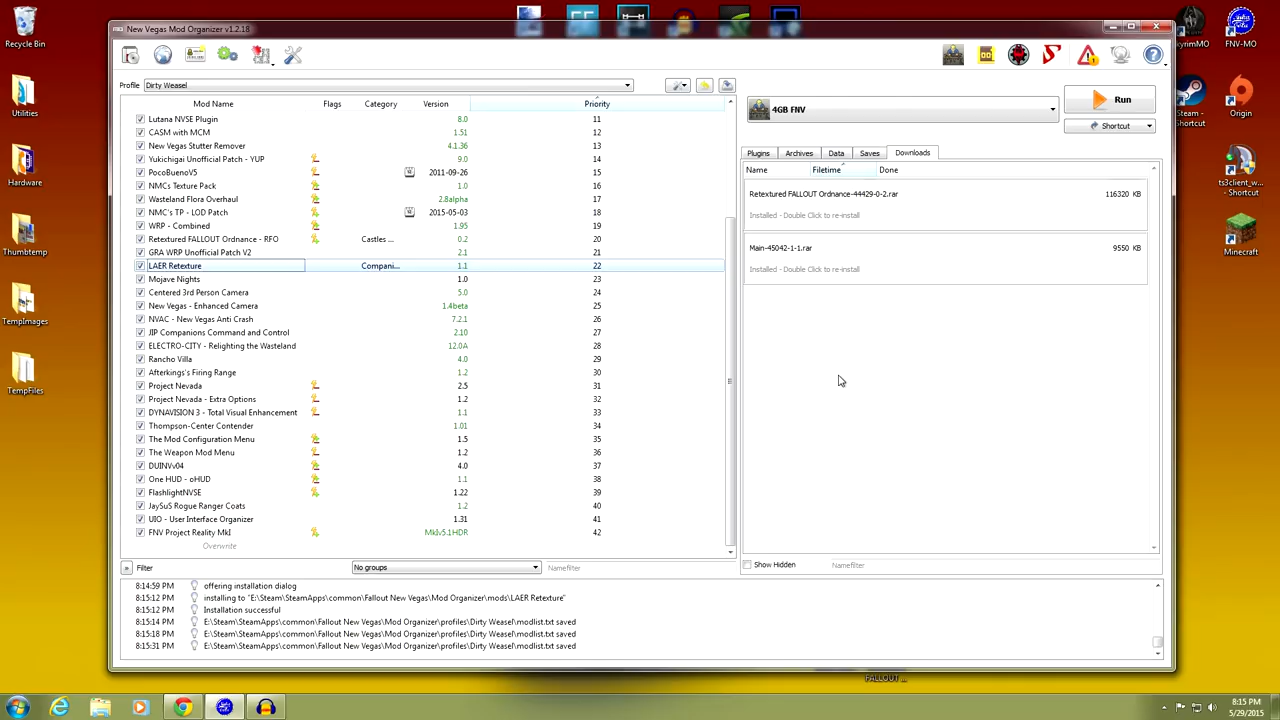 Recycle Bin
Utilities
Hardware
Thumbtemp
TempImages
TempFiles
New Vegas Mod Organizer v1.2.18
Profile Dirty Weasel
Mod Name Flags Category Version Priority
Lutana NVSE Plugin 8.0 11
CASM with MCM 1.51 12
New Vegas Stutter Remover 4.1.36 13
Yukichigai Unofficial Patch - YUP 9.0 14
PocoBuenoV5 2011-09-26 15
NMCs Texture Pack 1.0 16
Wasteland Flora Overhaul 2.8alpha 17
NMC's TP - LOD Patch 2015-05-03 18
WRP - Combined 1.95 19
Retextured FALLOUT Ordnance - RFO Castles ... 0.2 20
GRA WRP Unofficial Patch V2 2.1 21
LAER Retexture Compani... 1.1 22
Mojave Nights 1.0 23
Centered 3rd Person Camera 5.0 24
New Vegas - Enhanced Camera 1.4beta 25
NVAC - New Vegas Anti Crash 7.2.1 26
JIP Companions Command and Control 2.10 27
ELECTRO-CITY - Relighting the Wasteland 12.0A 28
Rancho Villa 4.0 29
Afterking's Firing Range 1.2 30
Project Nevada 2.5 31
Project Nevada - Extra Options 1.2 32
DYNAVISION 3 - Total Visual Enhancement 1.1 33
Thompson-Center Contender 1.01 34
The Mod Configuration Menu 1.5 35
The Weapon Mod Menu 1.2 36
DUINVv04 4.0 37
One HUD - oHUD 1.1 38
FlashlightNVSE 1.22 39
JaySuS Rogue Ranger Coats 1.2 40
UIO - User Interface Organizer 1.31 41
FNV Project Reality MkI MkIv5.1HDR 42
Overwrite
» Filter No groups Namefilter
4GB FNV
Run
Shortcut
Plugins Archives Data Saves Downloads
Name Filetime Done
Retextured FALLOUT Ordnance-44429-0-2.rar 116320 KB
Installed - Double Click to re-install
Main-45042-1-1.rar 9550 KB
Installed - Double Click to re-install
Show Hidden Namefilter
8:14:59 PM offering installation dialog
8:15:12 PM installing to "E:\Steam\SteamApps\common\Fallout New Vegas\Mod Organizer\mods\LAER Retexture"
8:15:12 PM Installation successful
8:15:14 PM E:\Steam\SteamApps\common\Fallout New Vegas\Mod Organizer\profiles\Dirty Weasel\modlist.txt saved
8:15:18 PM E:\Steam\SteamApps\common\Fallout New Vegas\Mod Organizer\profiles\Dirty Weasel\modlist.txt saved
8:15:31 PM E:\Steam\SteamApps\common\Fallout New Vegas\Mod Organizer\profiles\Dirty Weasel\modlist.txt saved
FALLOUT ...
SkyrimMO
FNV-MO
Steam - Shortcut
Origin
ts3client_w... - Shortcut
Minecraft
8:15 PM
5/29/2015